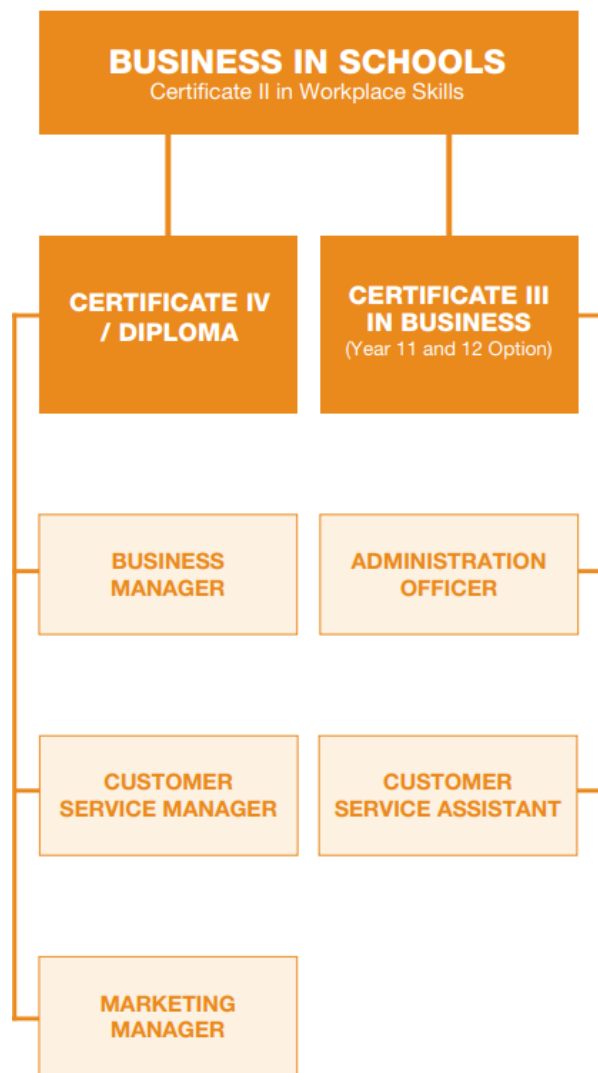 BUSINESS IN SCHOOLS
Certificate II in Workplace Skills
CERTIFICATE IV
/ DIPLOMA
CERTIFICATE III
IN BUSINESS
(Year 11 and 12 Option)
BUSINESS
MANAGER
ADMINISTRATION
OFFICER
CUSTOMER
SERVICE MANAGER
CUSTOMER
SERVICE ASSISTANT
MARKETING
MANAGER